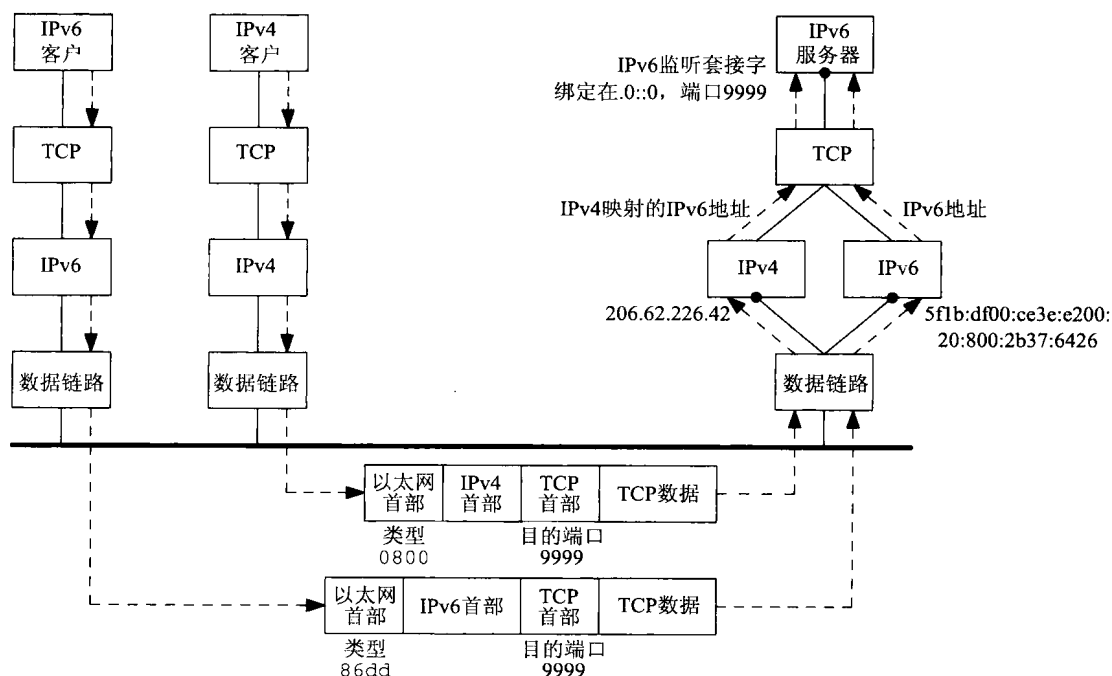 IPv6
客户
IPv4
客户
IPv6
服务器
IPv6监听套接字
绑定在.0::0，端口9999
TCP
TCP
TCP
IPv4映射的IPv6地址
IPv6地址
IPv6
IPv4
IPv4
IPv6
206.62.226.42
5f1b:df00:ce3e:e200:
20:800:2b37:6426
数据链路
数据链路
数据链路
以太网
首部
IPv4
首部
TCP
首部
TCP数据
类型
0800
目的端口
9999
以太网
首部
IPv6首部
TCP
首部
TCP数据
类型
86dd
目的端口
9999